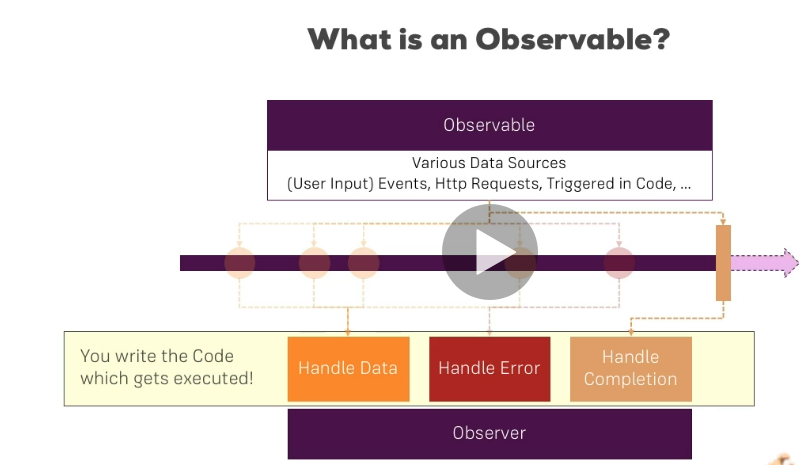 What is an Observable?
Observable
Various Data Sources
(User Input) Events, Http Requests, Triggered in Code, ...
You write the Code
which gets executed!
Handle Data
Handle Error
Handle
Completion
Observer